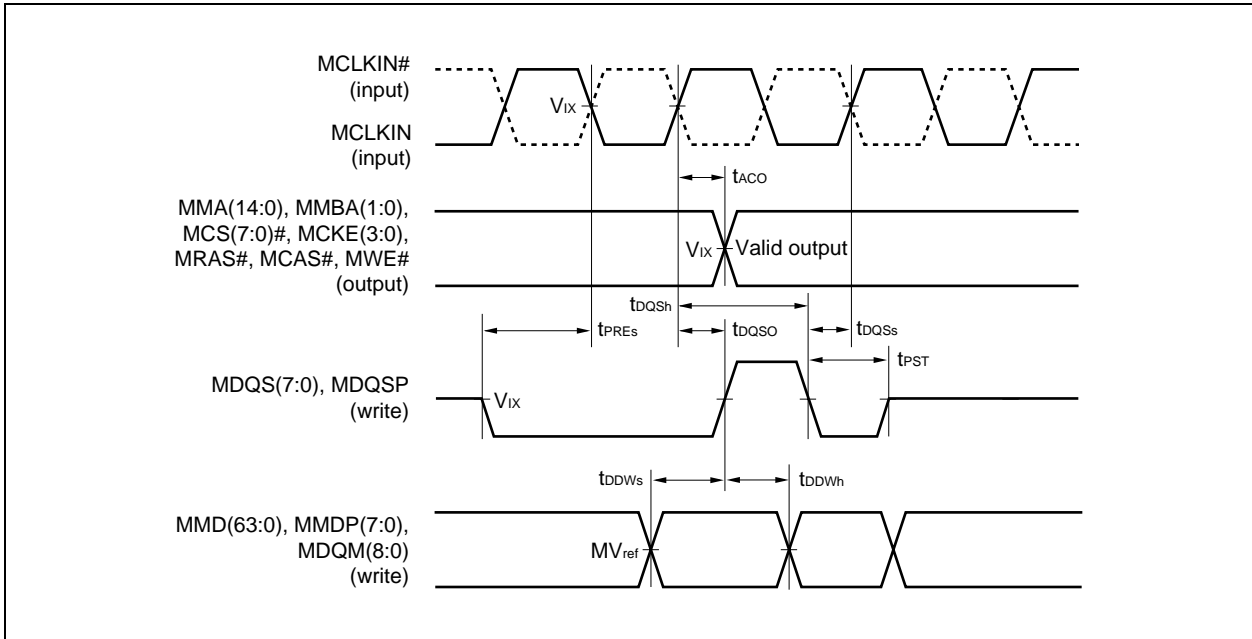 MCLKIN#
(input)
VIX
MCLKIN
(input)
tACO
MMA(14:0), MMBA(1:0),
MCS(7:0)#, MCKE(3:0),
MRAS#, MCAS#, MWE#
(output)
VIX
Valid output
tDQSh
tPREs
tDQSO
tDQSs
tPST
MDQS(7:0), MDQSP
(write)
VIX
tDDWs
tDDWh
MMD(63:0), MMDP(7:0),
MDQM(8:0)
(write)
MVref